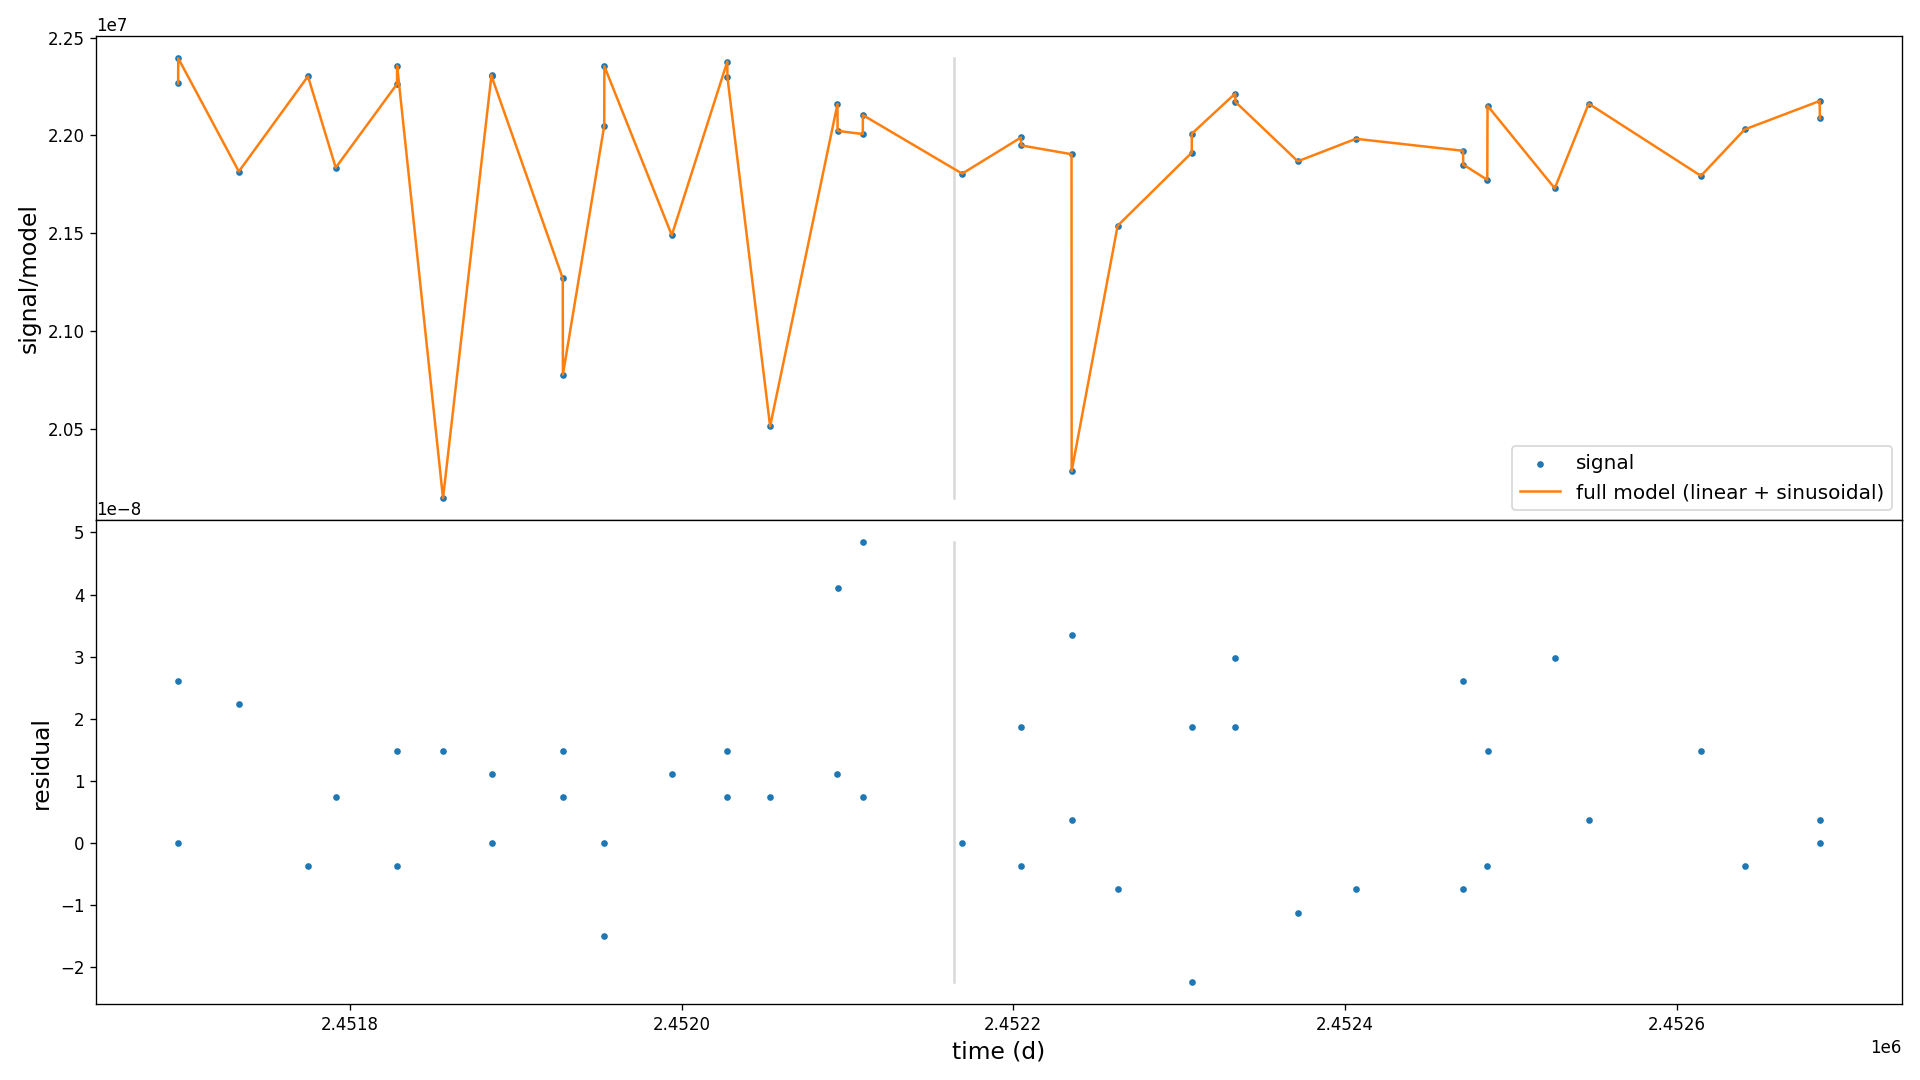 1e7
2.25
2.20
2.15
2.10
2.05
signal/model
signal
full model (linear + sinusoidal)
1e−8
5
4
3
2
1
0
−1
−2
residual
2.4518
2.4520
2.4522
2.4524
2.4526
1e6
time (d)